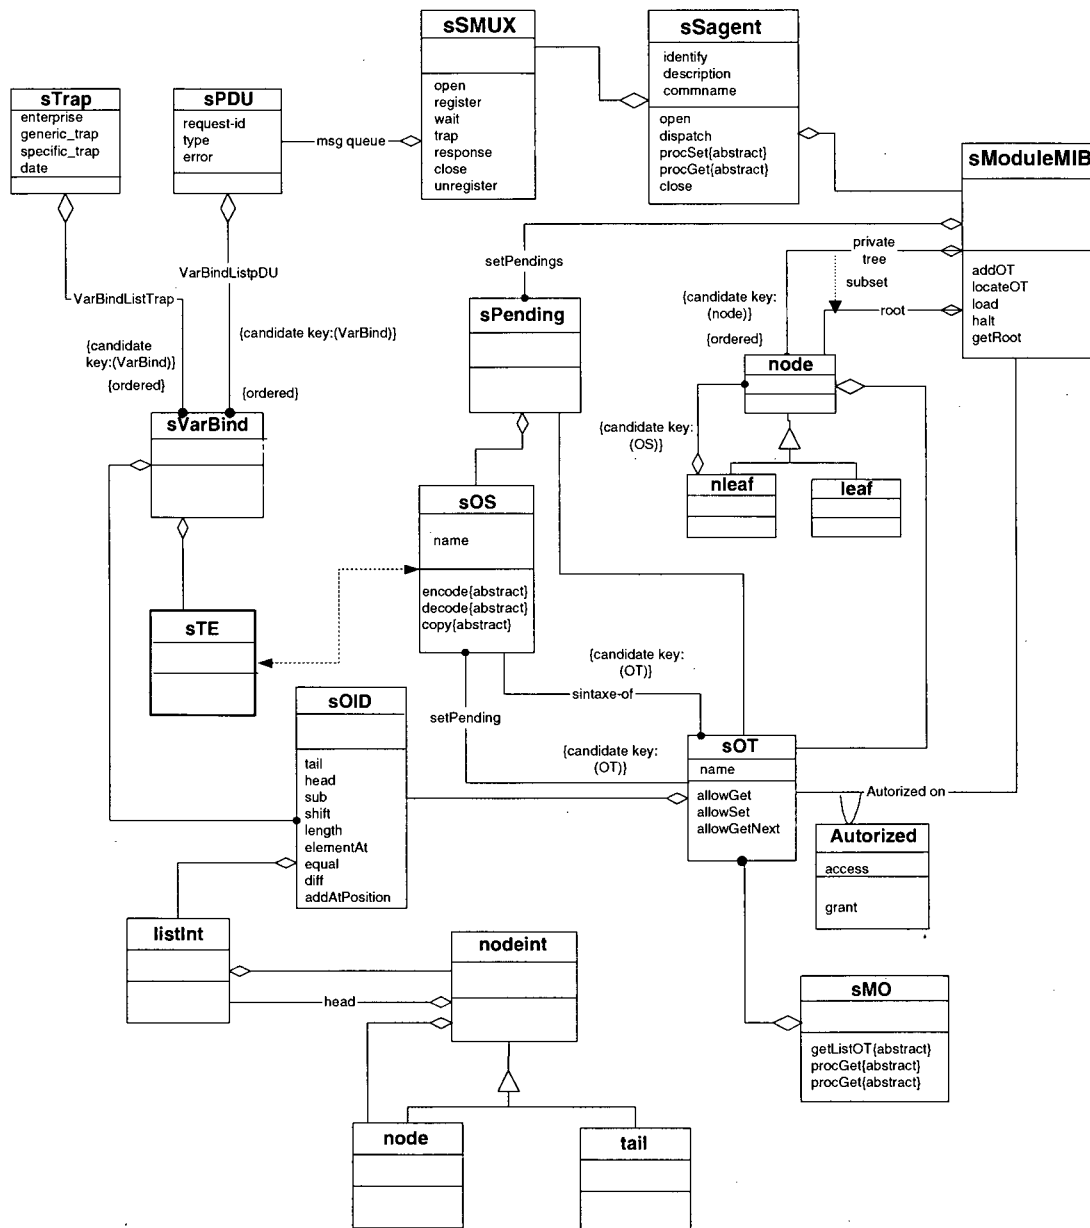 sSMUX
open
register
wait
trap
response
close
unregister
sSagent
identify
description
commname
open
dispatch
procSet{abstract}
procGet{abstract}
close
sTrap
enterprise
generic_trap
specific_trap
date
sPDU
request-id
type
error
msg queue
sModuleMIB
addOT
locateOT
load
halt
getRoot
private
tree
subset
root
setPendings
VarBindListpDU
VarBindListTrap
{candidate key:(VarBind)}
{candidate
key:(VarBind)}
{ordered}
{ordered}
sPending
{candidate key:
(node)}
{ordered}
node
{candidate key:
(OS)}
nleaf
leaf
sVarBind
sOS
name
encode{abstract}
decode{abstract}
copy{abstract}
sTE
{candidate key:
(OT)}
sintaxe-of
setPending
{candidate key:
(OT)}
sOID
tail
head
sub
shift
length
elementAt
equal
diff
addAtPosition
sOT
name
allowGet
allowSet
allowGetNext
Autorized on
Autorized
access
grant
listInt
nodeint
head
sMO
getListOT{abstract}
procGet{abstract}
procGet{abstract}
node
tail